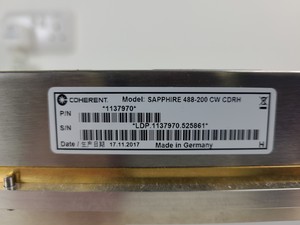 COHERENT. Model: SAPPHIRE 488-200 CW CDRH
*1137970*
P/N
*LDP.1137970.525861*
S/N
Date / 生产日期 17.11.2017 Made in Germany H